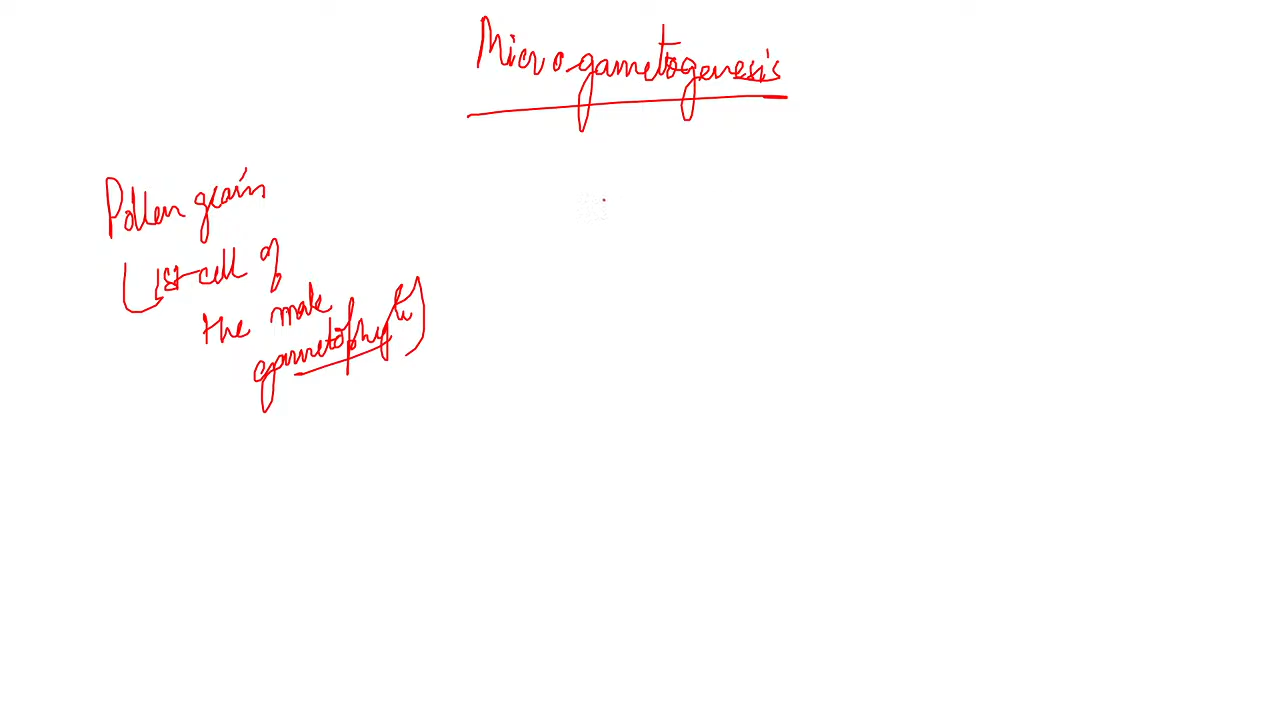 Microgametogenesis
Pollen grain
1st cell of
the male
gametophyte)